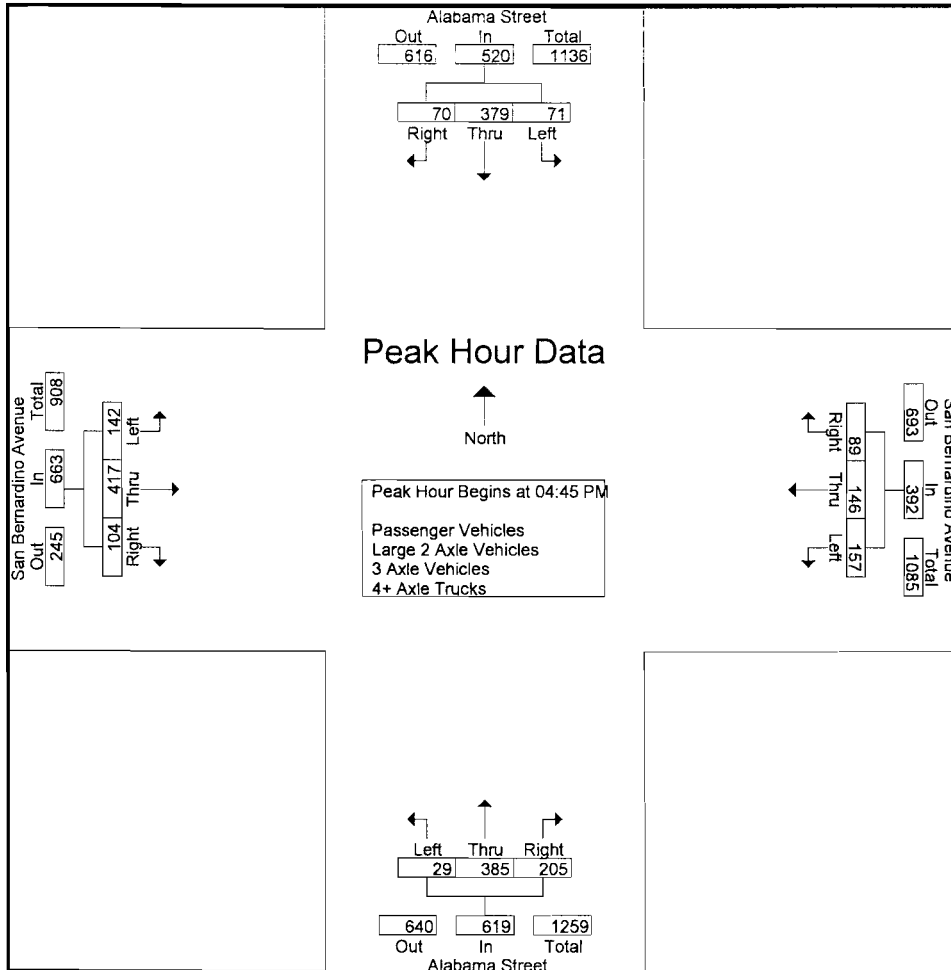 Alabama Street
Out In Total
616 520 1136
70 379 71
Right Thru Left
Peak Hour Data
North
Peak Hour Begins at 04:45 PM
Passenger Vehicles
Large 2 Axle Vehicles
3 Axle Vehicles
4+ Axle Trucks
San Bernardino Avenue
Out In Total
245 663 908
104 417 142
Right Thru Left
San Bernardino Avenue
Out In Total
693 392 1085
89 146 157
Right Thru Left
Left Thru Right
29 385 205
640 619 1259
Out In Total
Alabama Street